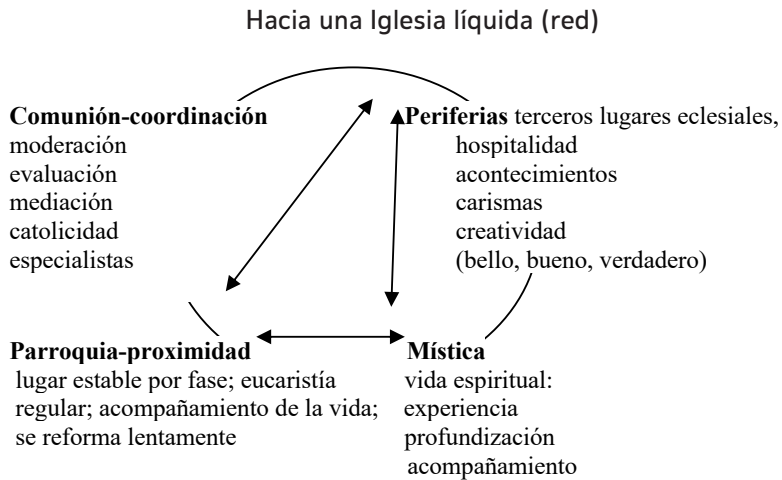 Hacia una Iglesia líquida (red)
Comunión-coordinación
moderación
evaluación
mediación
catolicidad
especialistas
Periferias terceros lugares eclesiales,
hospitalidad
acontecimientos
carismas
creatividad
(bello, bueno, verdadero)
Parroquia-proximidad
lugar estable por fase; eucaristía
regular; acompañamiento de la vida;
se reforma lentamente
Mística
vida espiritual:
experiencia
profundización
acompañamiento